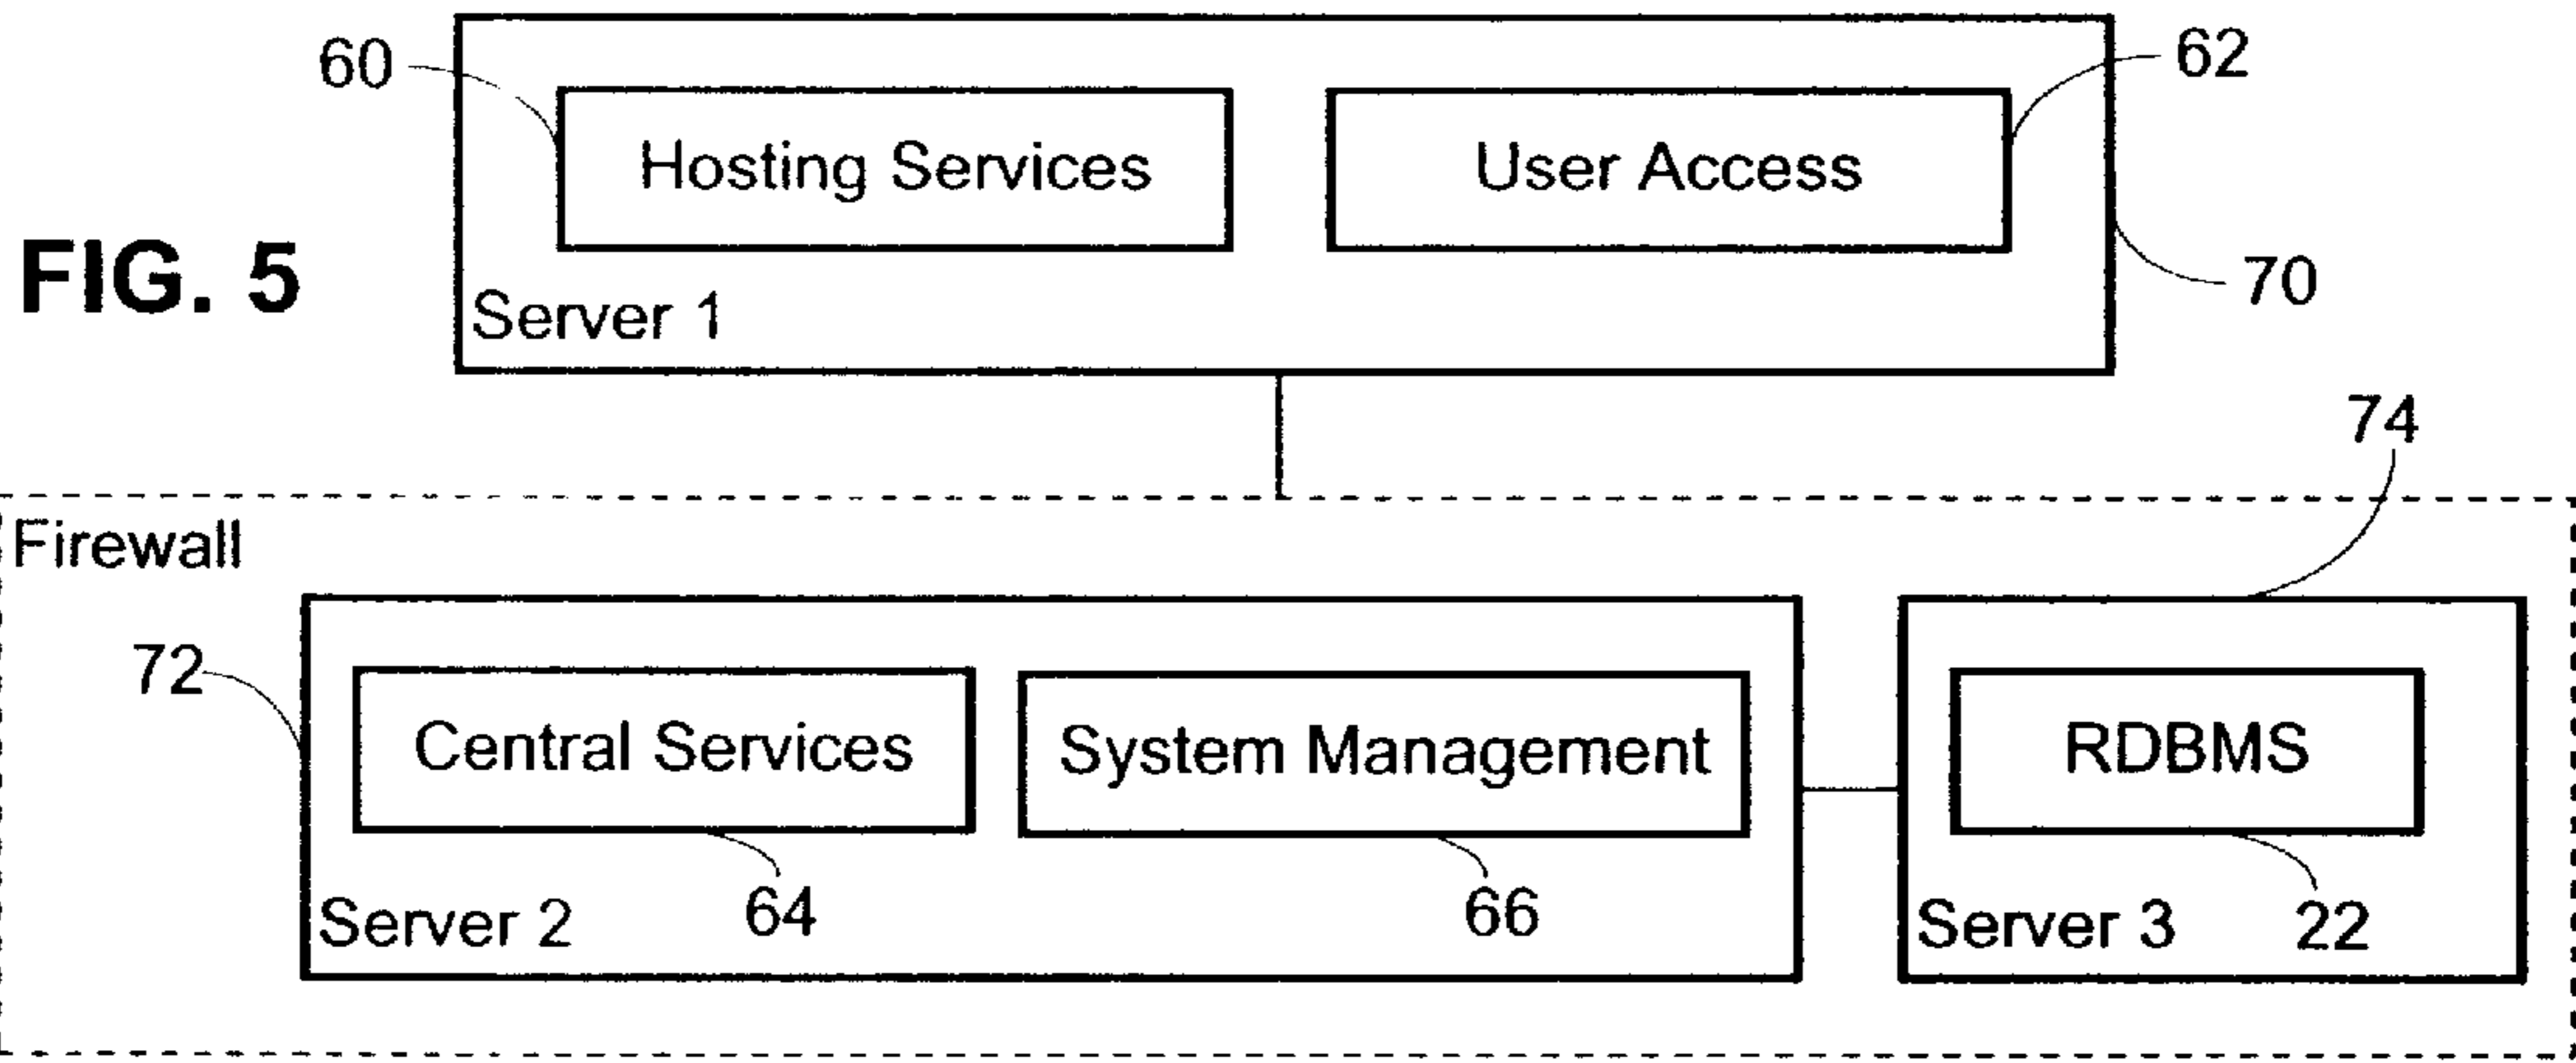 60
62
Hosting Services
User Access
FIG. 5
70
Server 1
74
Firewall
72
Central Services
System Management
RDBMS
64
66
22
Server 2
Server 3